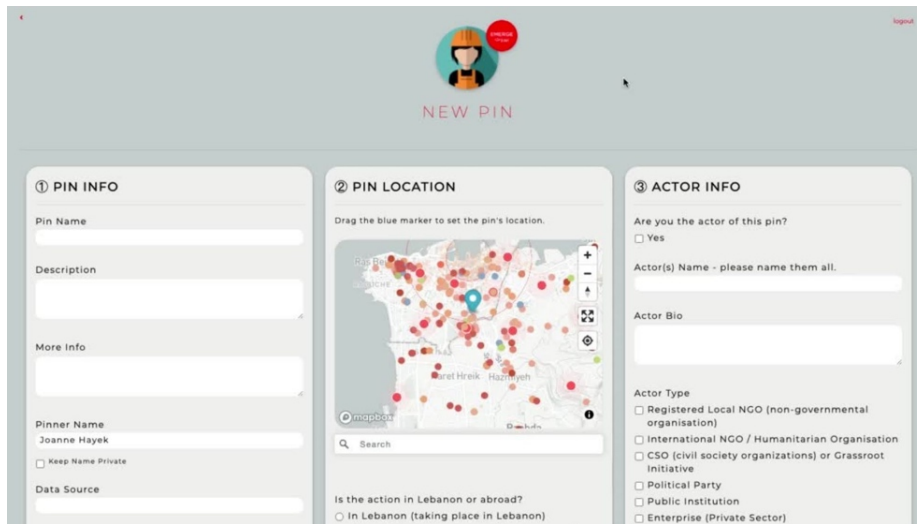 logout
EMERGE
NEW PIN
① PIN INFO
Pin Name
Description
More Info
Pinner Name
Joanne Hayek
Keep Name Private
Data Source
② PIN LOCATION
Drag the blue marker to set the pin's location.
Ras Be
Haret Hreik
Hazmiyeh
mapbox
Search
Is the action in Lebanon or abroad?
In Lebanon (taking place in Lebanon)
③ ACTOR INFO
Are you the actor of this pin?
Yes
Actor(s) Name - please name them all.
Actor Bio
Actor Type
Registered Local NGO (non-governmental
organisation)
International NGO / Humanitarian Organisation
CSO (civil society organizations) or Grassroot
Initiative
Political Party
Public Institution
Enterprise (Private Sector)